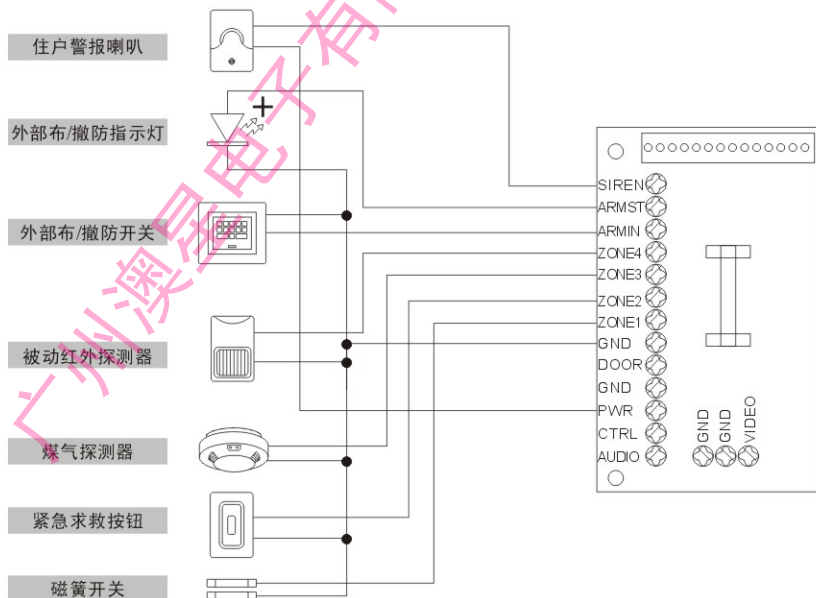 住户警报喇叭
外部布/撤防指示灯
外部布/撤防开关
被动红外探测器
煤气探测器
紧急求救按钮
磁簧开关
+
SIREN
ARMST
ARMIN
ZONE4
ZONE3
ZONE2
ZONE1
GND
DOOR
GND
PWR
CTRL
AUDIO
GND
GND
VIDEO
广州澳星电子有